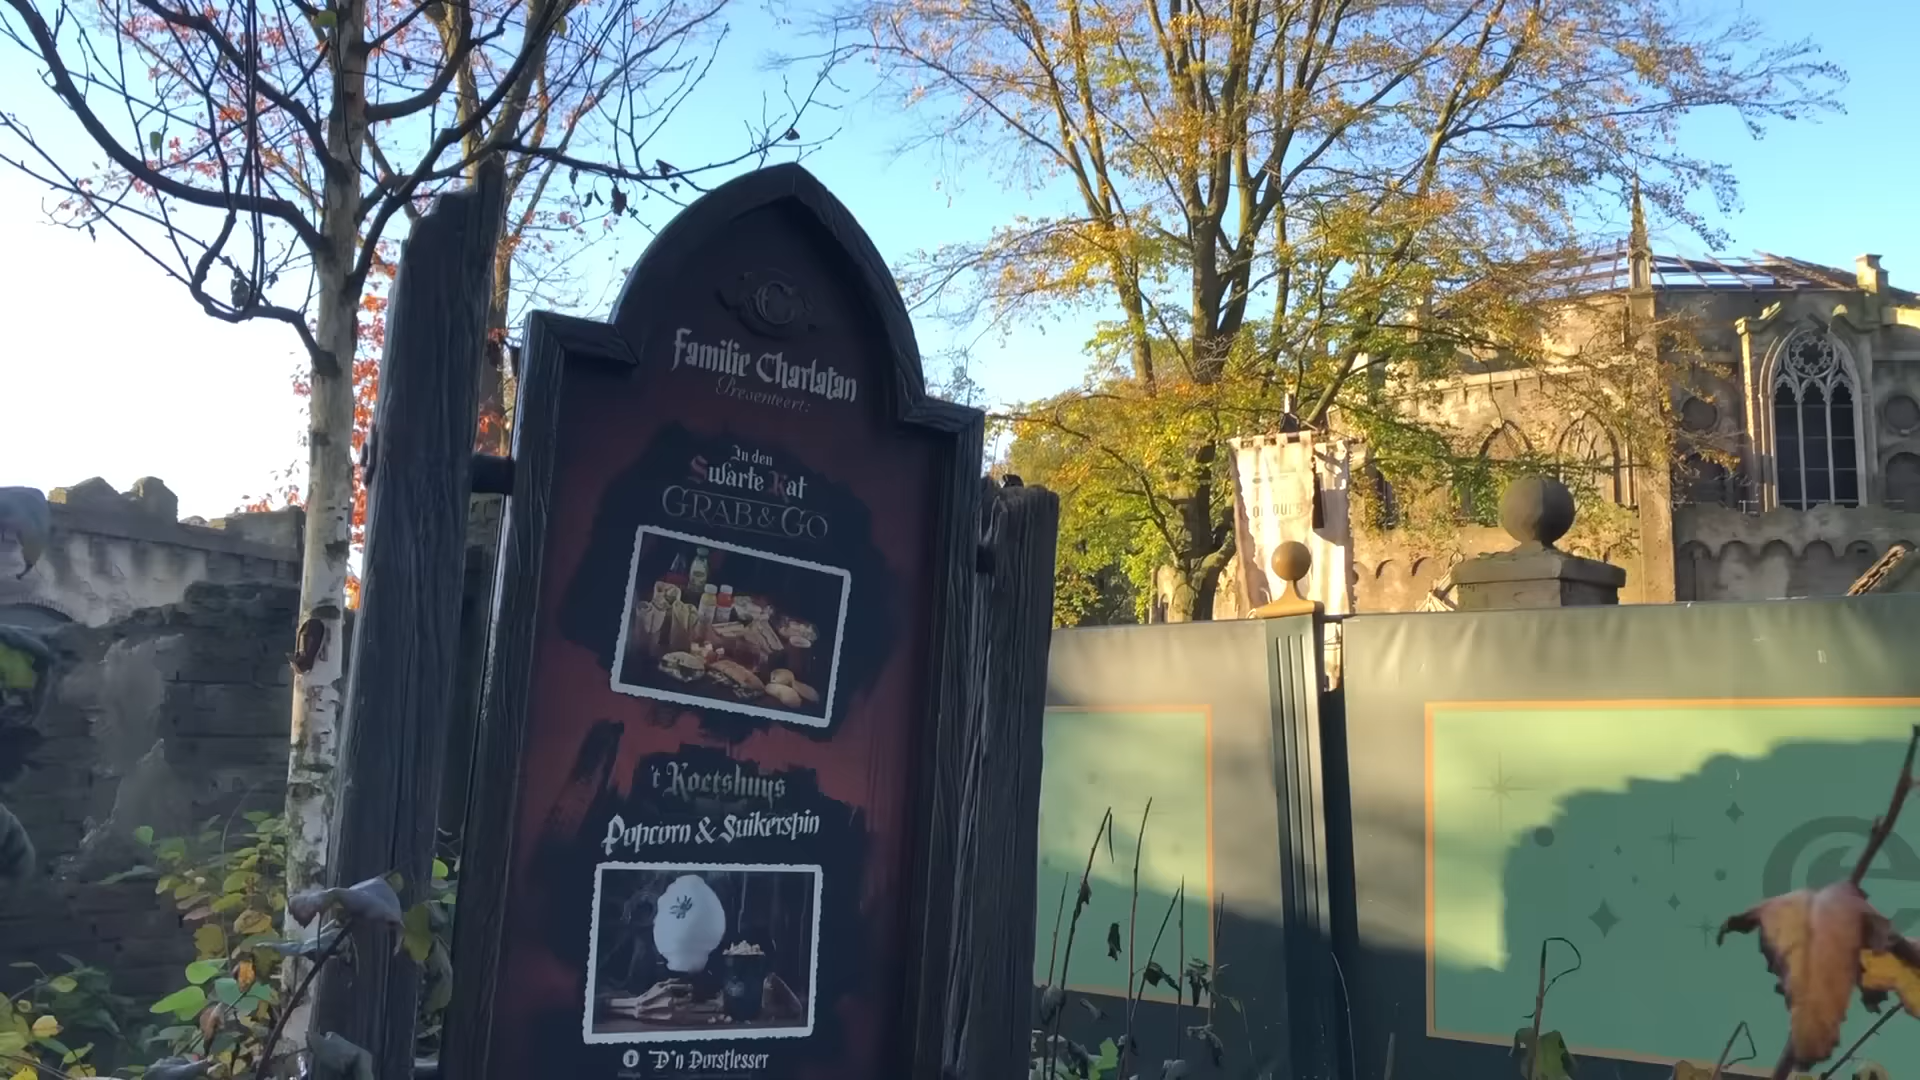 C
Familie Charlatan
Presenteert:
In den
Swarte Kat
GRAB & GO
't Koetshuys
Popcorn & Suikerspin
D'n Dorstlesser
e